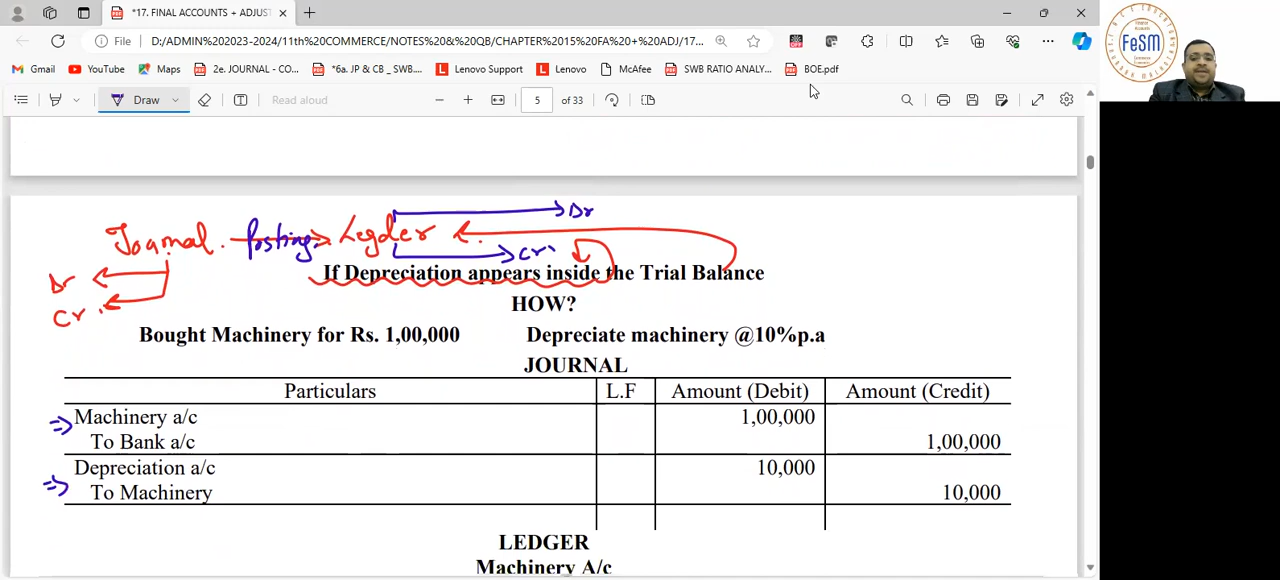 *17. FINAL ACCOUNTS + ADJUST
File D:/ADMIN%202023-2024/11th%20COMMERCE/NOTES%20&%20QB/CHAPTER%2015%20FA%20+%20ADJ/17...
Gmail YouTube Maps 2e. JOURNAL - CO... *6a. JP & CB _ SWB.... Lenovo Support Lenovo McAfee SWB RATIO ANALY... BOE.pdf
Draw Read aloud 5 of 33
FeSM
Journal. Posting. Legder Dr
Cr
Dr
Cr.
If Depreciation appears inside the Trial Balance
HOW?
Bought Machinery for Rs. 1,00,000 Depreciate machinery @10%p.a
JOURNAL
Particulars L.F Amount (Debit) Amount (Credit)
Machinery a/c 1,00,000
To Bank a/c 1,00,000
Depreciation a/c 10,000
To Machinery 10,000
LEDGER
Machinery A/c